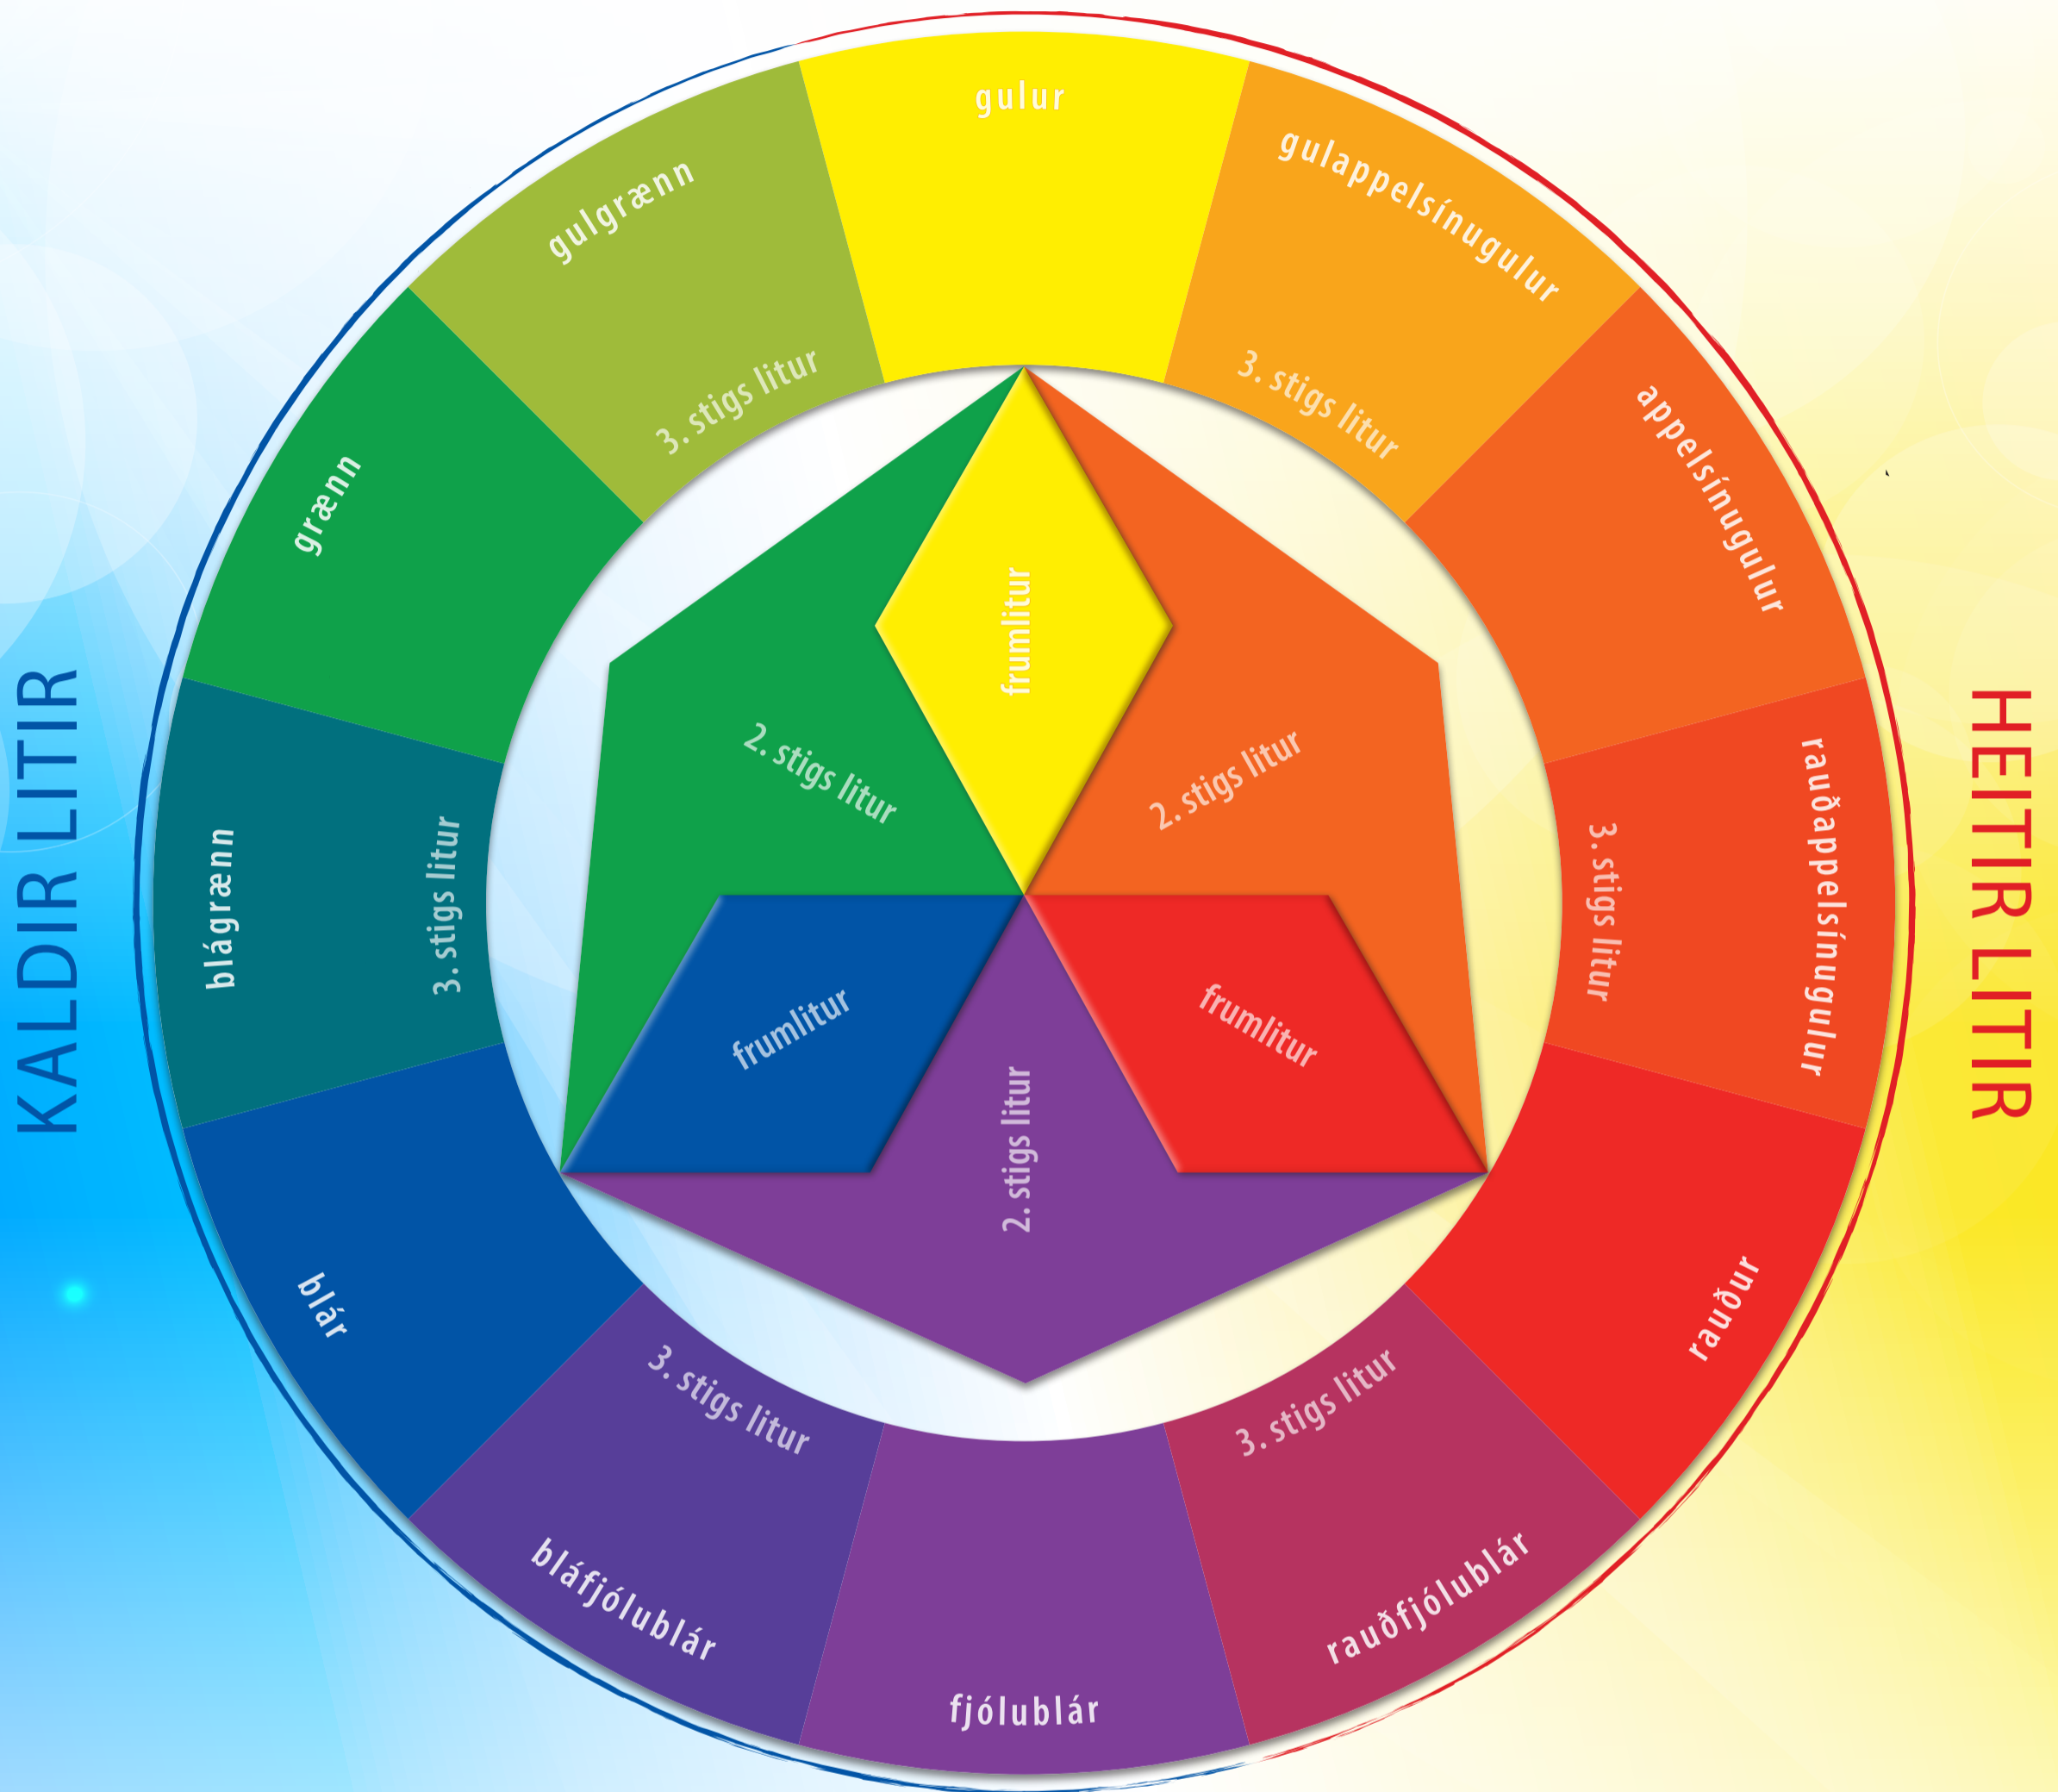 KALDIR LITIR
HEITIR LITIR
gulur
gulappelsínugulur
3. stigs litur
appelsínugulur
rauðappelsínugulur
3. stigs litur
rauður
rauðfjólublár
3. stigs litur
fjólublár
bláfjólublár
3. stigs litur
blár
blágrænn
3. stigs litur
grænn
gulgrænn
3. stigs litur
frumlitur
2. stigs litur
2. stigs litur
frumlitur
frumlitur
2. stigs litur